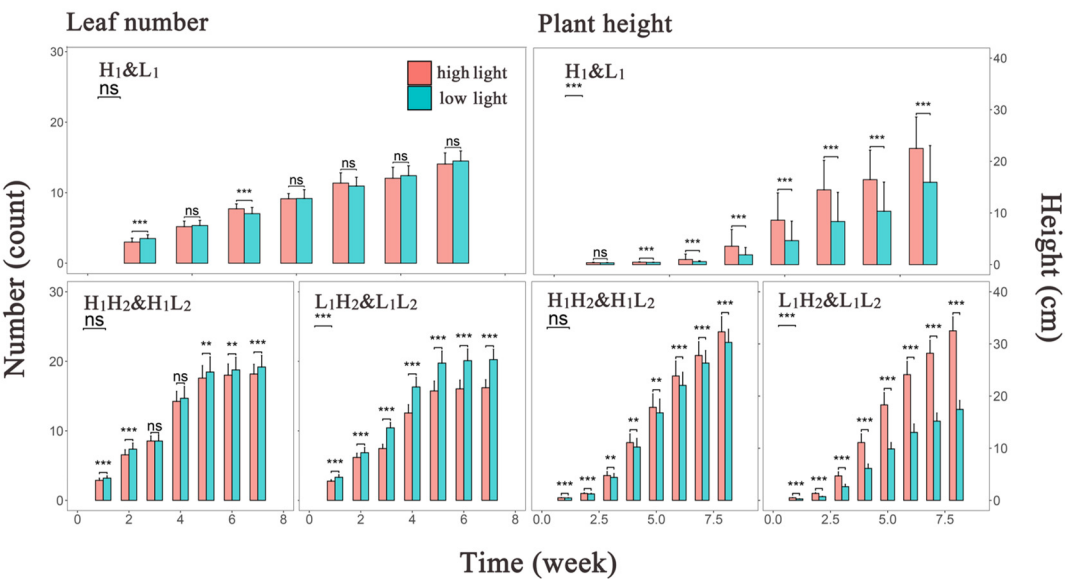 Leaf number
Plant height
H1&L1
ns
high light
low light
30
20
10
0
*** ns *** ns ns ns ns
H1&L1
***
40
30
20
10
0
ns *** *** *** *** *** *** ***
Number (count)
Height (cm)
H1H2&H1L2
ns
30
20
10
0
*** *** ns ns ** ** ***
0 2 4 6 8
L1H2&L1L2
***
*** *** *** *** *** *** ***
0 2 4 6 8
H1H2&H1L2
ns
*** *** ** ** ** *** *** ***
0.0 2.5 5.0 7.5
L1H2&L1L2
***
40
30
20
10
0
*** *** *** *** *** *** *** ***
0.0 2.5 5.0 7.5
Time (week)